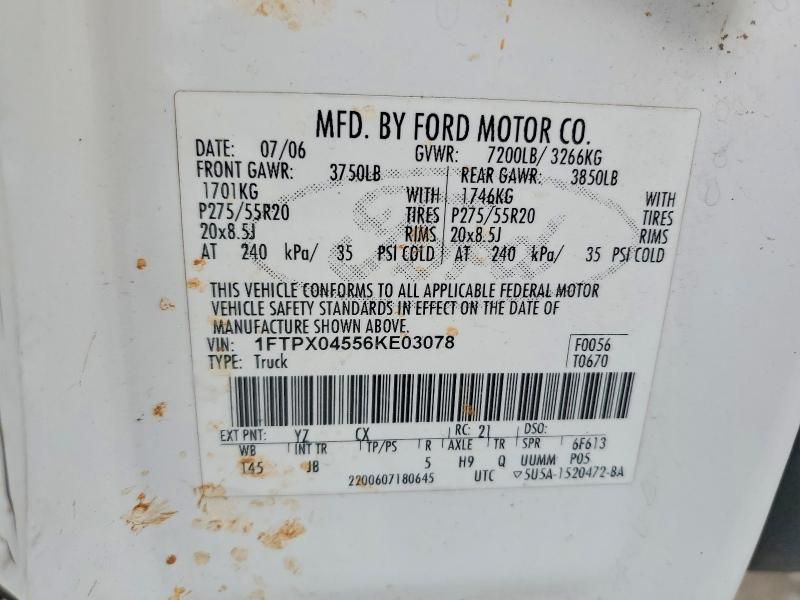 MFD. BY FORD MOTOR CO.
DATE: 07/06 GVWR: 7200LB/ 3266KG
FRONT GAWR: 3750LB REAR GAWR: 3850LB
1701KG WITH 1746KG WITH
P275/55R20 TIRES P275/55R20 TIRES
20x8.5J RIMS 20x8.5J RIMS
AT 240 kPa/ 35 PSI COLD AT 240 kPa/ 35 PSI COLD
THIS VEHICLE CONFORMS TO ALL APPLICABLE FEDERAL MOTOR
VEHICLE SAFETY STANDARDS IN EFFECT ON THE DATE OF
MANUFACTURE SHOWN ABOVE.
VIN: 1FTPX04556KE03078 F0056
TYPE: Truck T0670
EXT PNT: YZ CX RC: 21 DSO:
WB INT TR TP/PS R AXLE TR SPR 6F613
145 JB 5 H9 Q UUMM P05
2200607180645 UTC ▽5U5A-1520472-BA